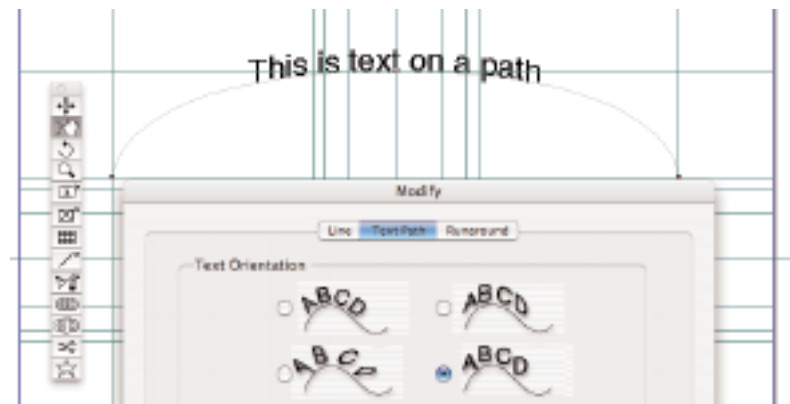 This is text on a path
Modify
Line Text Path Runaround
Text Orientation
ABCD ABCD
ABCD ABCD